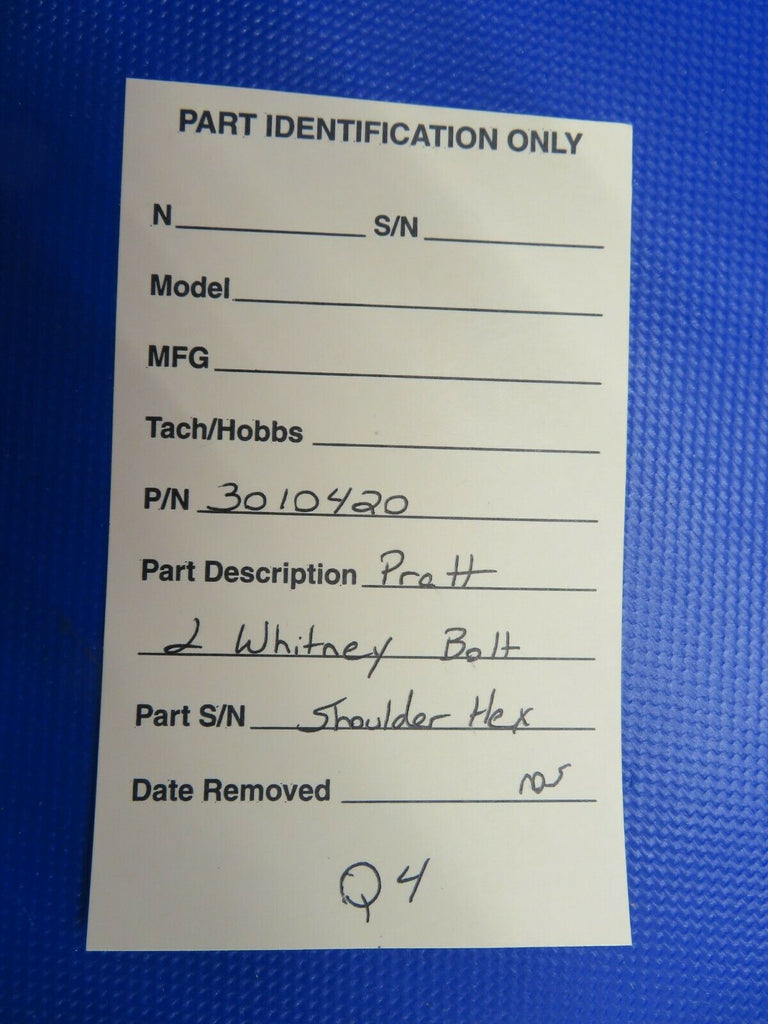 PART IDENTIFICATION ONLY
N S/N
Model
MFG
Tach/Hobbs
P/N 3010420
Part Description Pratt
& Whitney Bolt
Part S/N Shoulder Hex
Date Removed
Q4